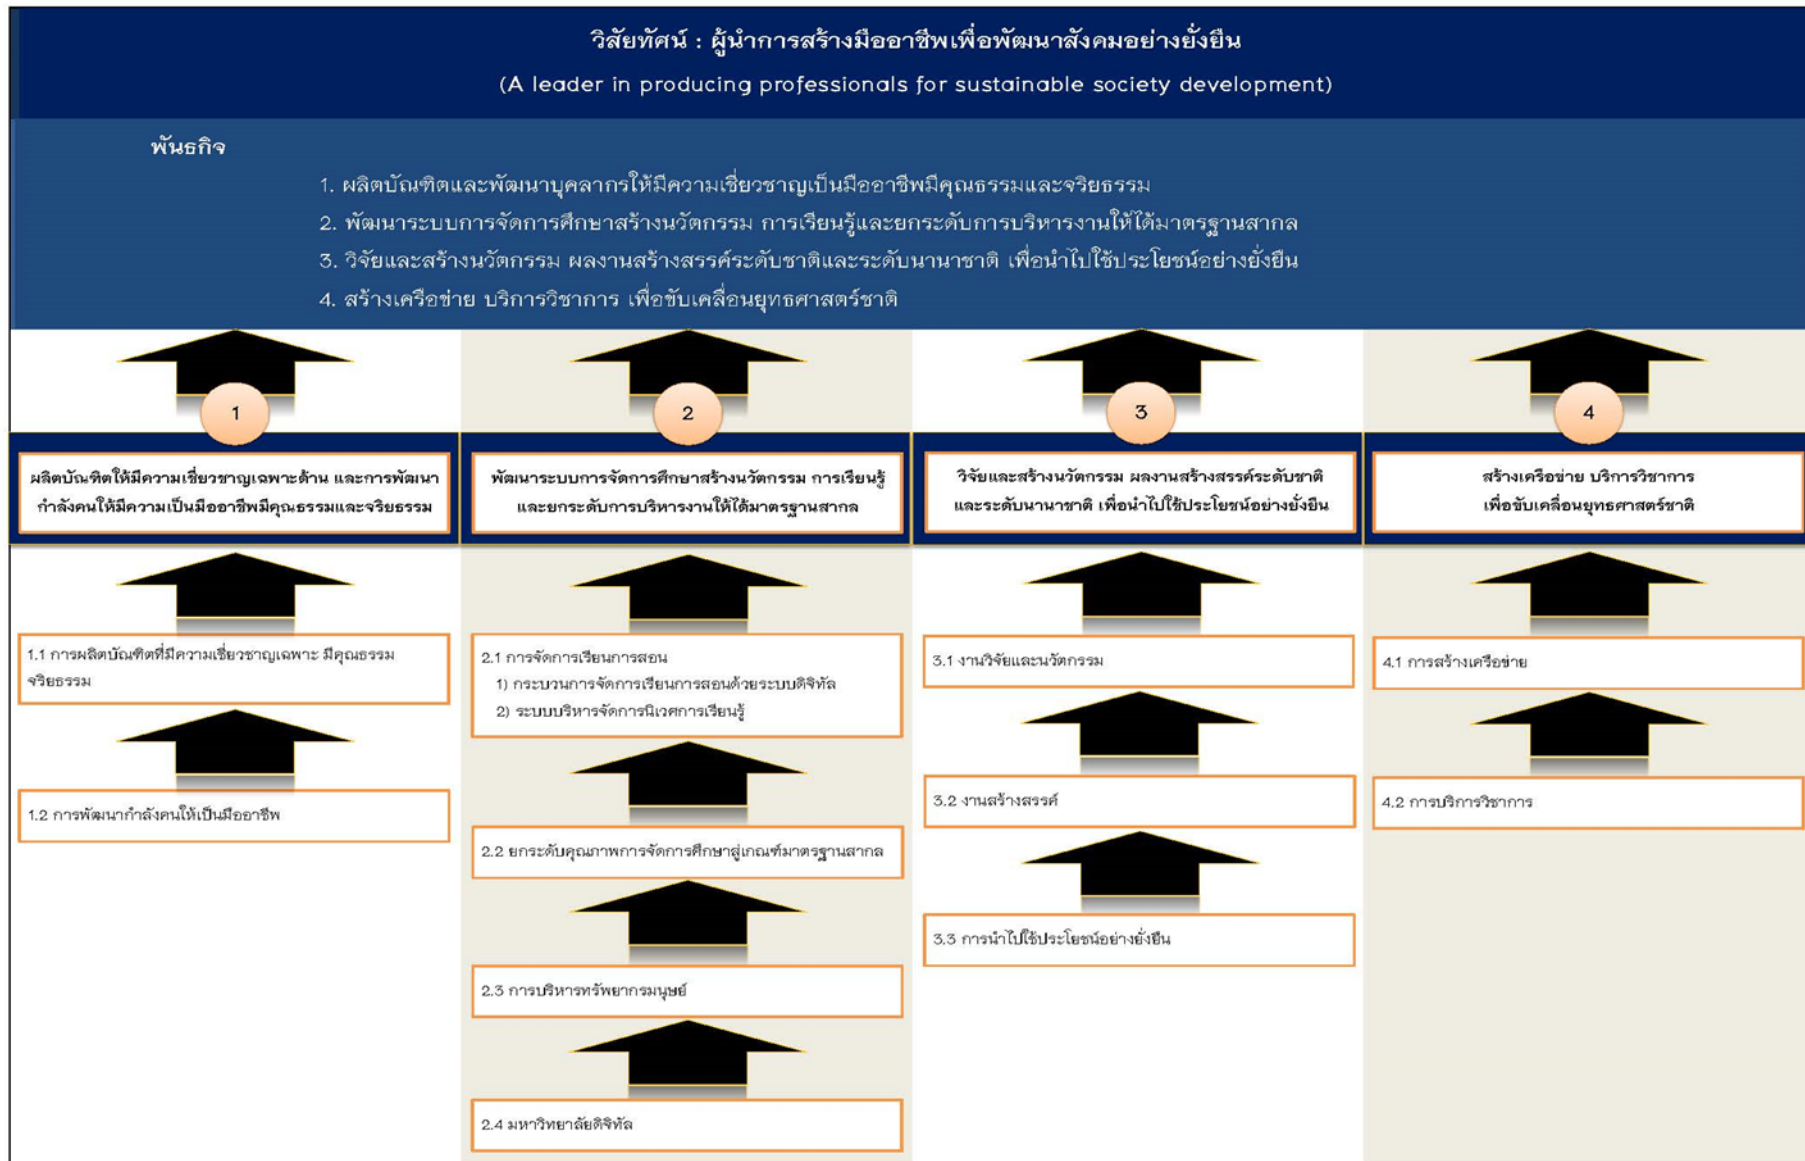 วิสัยทัศน์ : ผู้นำการสร้างมืออาชีพเพื่อพัฒนาสังคมอย่างยั่งยืน
(A leader in producing professionals for sustainable society development)
พันธกิจ
1. ผลิตบัณฑิตและพัฒนาบุคลากรให้มีความเชี่ยวชาญเป็นมืออาชีพมีคุณธรรมและจริยธรรม
2. พัฒนาระบบการจัดการศึกษาสร้างนวัตกรรม การเรียนรู้และยกระดับการบริหารงานให้ได้มาตรฐานสากล
3. วิจัยและสร้างนวัตกรรม ผลงานสร้างสรรค์ระดับชาติและระดับนานาชาติ เพื่อนำไปใช้ประโยชน์อย่างยั่งยืน
4. สร้างเครือข่าย บริการวิชาการ เพื่อขับเคลื่อนยุทธศาสตร์ชาติ
1
ผลิตบัณฑิตให้มีความเชี่ยวชาญเฉพาะด้าน และการพัฒนา
กำลังคนให้มีความเป็นมืออาชีพมีคุณธรรมและจริยธรรม
1.1 การผลิตบัณฑิตที่มีความเชี่ยวชาญเฉพาะ มีคุณธรรม
จริยธรรม
1.2 การพัฒนากำลังคนให้เป็นมืออาชีพ
2
พัฒนาระบบการจัดการศึกษาสร้างนวัตกรรม การเรียนรู้
และยกระดับการบริหารงานให้ได้มาตรฐานสากล
2.1 การจัดการเรียนการสอน
1) กระบวนการจัดการเรียนการสอนด้วยระบบดิจิทัล
2) ระบบบริหารจัดการนิเวศการเรียนรู้
2.2 ยกระดับคุณภาพการจัดการศึกษาสู่เกณฑ์มาตรฐานสากล
2.3 การบริหารทรัพยากรมนุษย์
2.4 มหาวิทยาลัยดิจิทัล
3
วิจัยและสร้างนวัตกรรม ผลงานสร้างสรรค์ระดับชาติ
และระดับนานาชาติ เพื่อนำไปใช้ประโยชน์อย่างยั่งยืน
3.1 งานวิจัยและนวัตกรรม
3.2 งานสร้างสรรค์
3.3 การนำไปใช้ประโยชน์อย่างยั่งยืน
4
สร้างเครือข่าย บริการวิชาการ
เพื่อขับเคลื่อนยุทธศาสตร์ชาติ
4.1 การสร้างเครือข่าย
4.2 การบริการวิชาการ